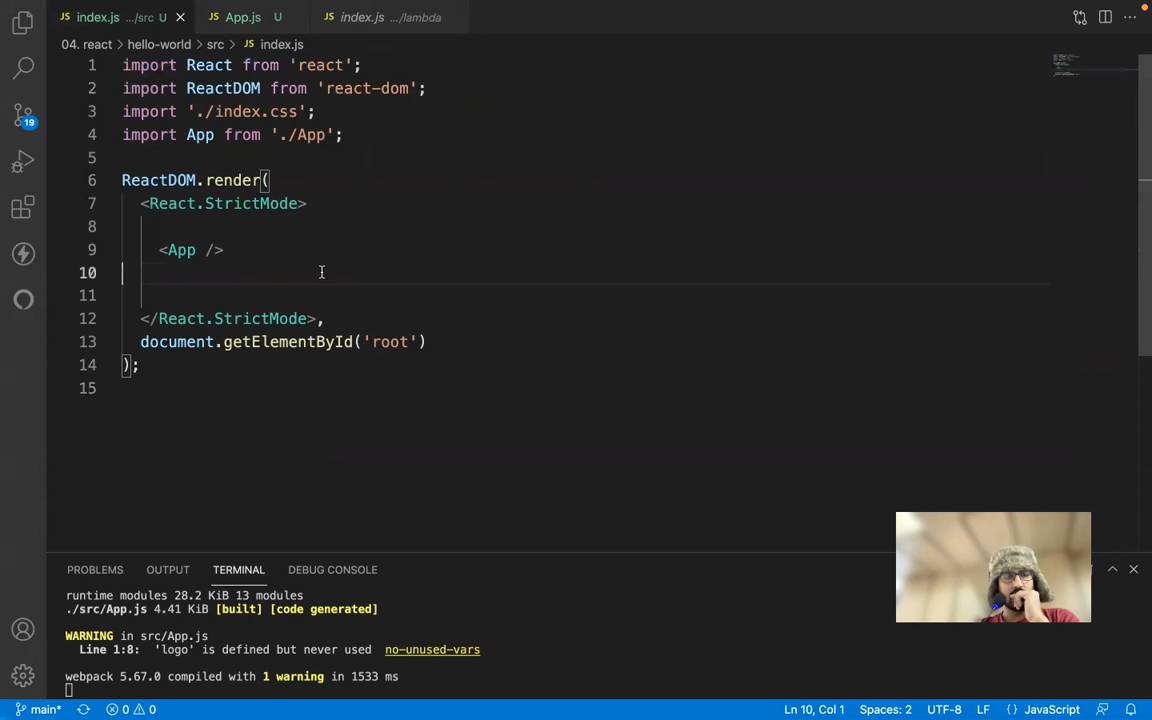 index.js .../src U
App.js U
index.js .../lambda
04. react > hello-world > src > index.js
1 import React from 'react';
2 import ReactDOM from 'react-dom';
3 import './index.css';
4 import App from './App';
5
6 ReactDOM.render(
7 <React.StrictMode>
8
9 <App />
10
11
12 </React.StrictMode>,
13 document.getElementById('root')
14 );
15
19
PROBLEMS OUTPUT TERMINAL DEBUG CONSOLE
runtime modules 28.2 KiB 13 modules
./src/App.js 4.41 KiB [built] [code generated]
WARNING in src/App.js
Line 1:8: 'logo' is defined but never used no-unused-vars
webpack 5.67.0 compiled with 1 warning in 1533 ms
main* 0 0 Ln 10, Col 1 Spaces: 2 UTF-8 LF {} JavaScript